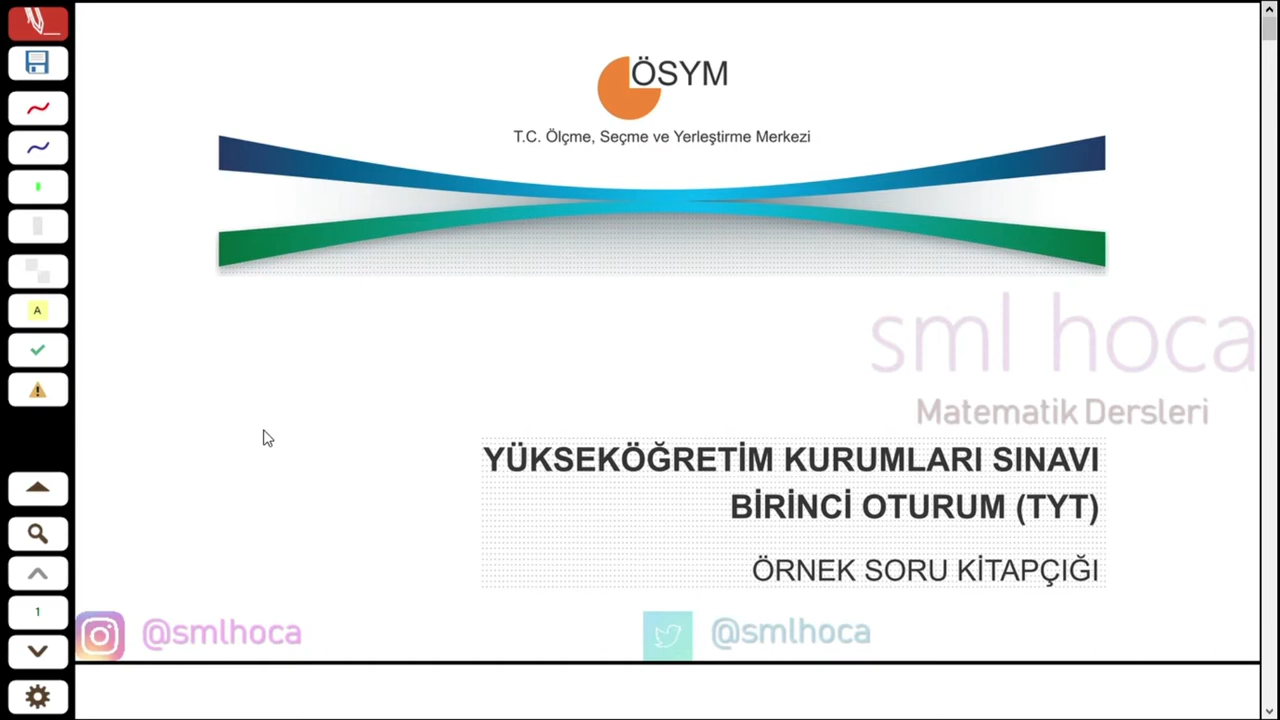 ÖSYM
T.C. Ölçme, Seçme ve Yerleştirme Merkezi
sml hoca
Matematik Dersleri
YÜKSEKÖĞRETİM KURUMLARI SINAVI
BİRİNCİ OTURUM (TYT)
ÖRNEK SORU KİTAPÇIĞI
@smlhoca
@smlhoca
A
1